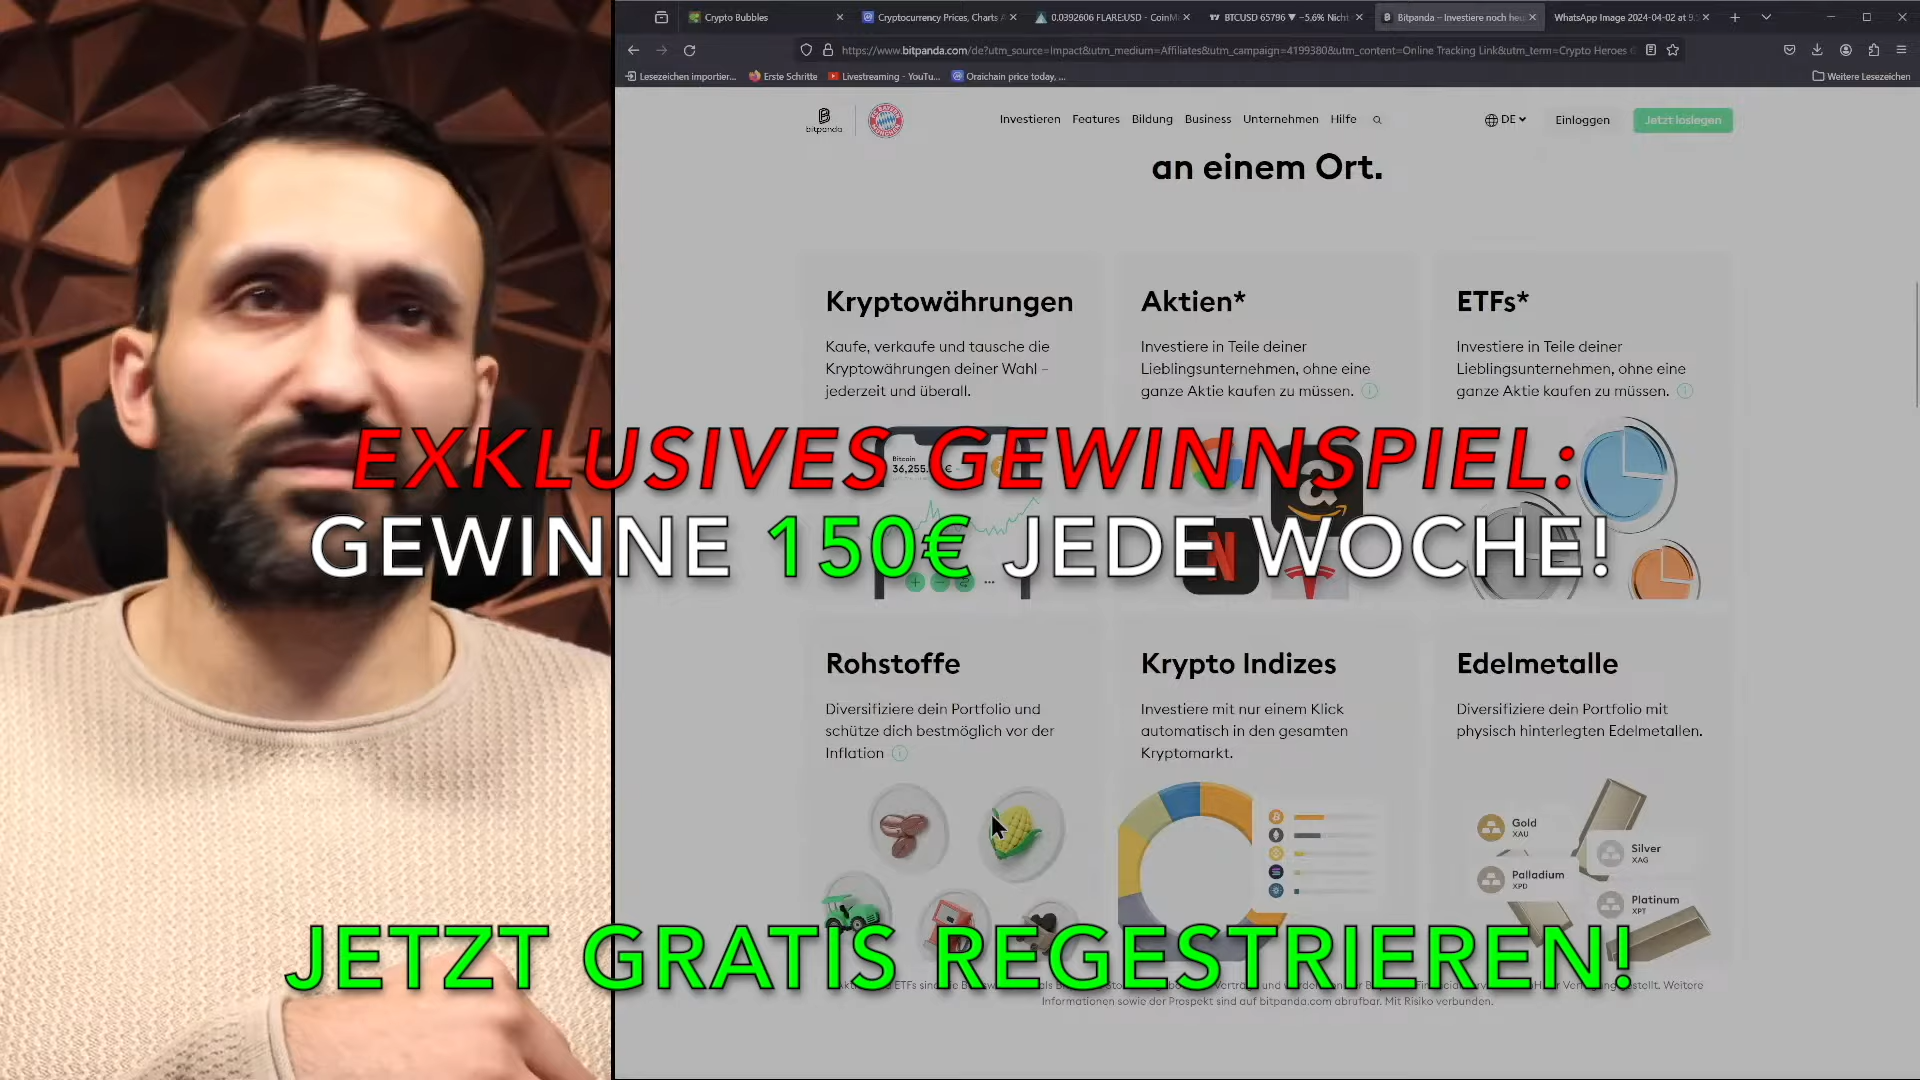 Crypto Bubbles
Cryptocurrency Prices, Charts
0.0392606 FLAREUSD - CoinM
BTCUSD 65796 ▼ −5.6% Nicht
Bitpanda – Investiere noch heu
WhatsApp Image 2024-04-02 at 9.
https://www.bitpanda.com/de?utm_source=Impact&utm_medium=Affiliates&utm_campaign=4199380&utm_content=Online Tracking Link&utm_term=Crypto Heroes
Lesezeichen importier...
Erste Schritte
Livestreaming - YouTu...
Oraichain price today, ...
Weitere Lesezeichen
bitpanda
Investieren Features Bildung Business Unternehmen Hilfe
DE
Einloggen
Jetzt loslegen
an einem Ort.
Kryptowährungen
Kaufe, verkaufe und tausche die
Kryptowährungen deiner Wahl –
jederzeit und überall.
Aktien*
Investiere in Teile deiner
Lieblingsunternehmen, ohne eine
ganze Aktie kaufen zu müssen.
ETFs*
Investiere in Teile deiner
Lieblingsunternehmen, ohne eine
ganze Aktie kaufen zu müssen.
Bitcoin
36,255.
EXKLUSIVES GEWINNSPIEL:
GEWINNE 150€ JEDE WOCHE!
Rohstoffe
Diversifiziere dein Portfolio und
schütze dich bestmöglich vor der
Inflation
Krypto Indizes
Investiere mit nur einem Klick
automatisch in den gesamten
Kryptomarkt.
Edelmetalle
Diversifiziere dein Portfolio mit
physisch hinterlegten Edelmetallen.
Gold
XAU
Silver
XAG
Palladium
XPD
Platinum
XPT
JETZT GRATIS REGESTRIEREN!
ETFs sind Weitere
Informationen sowie der Prospekt sind auf bitpanda.com abrufbar. Mit Risiko verbunden.